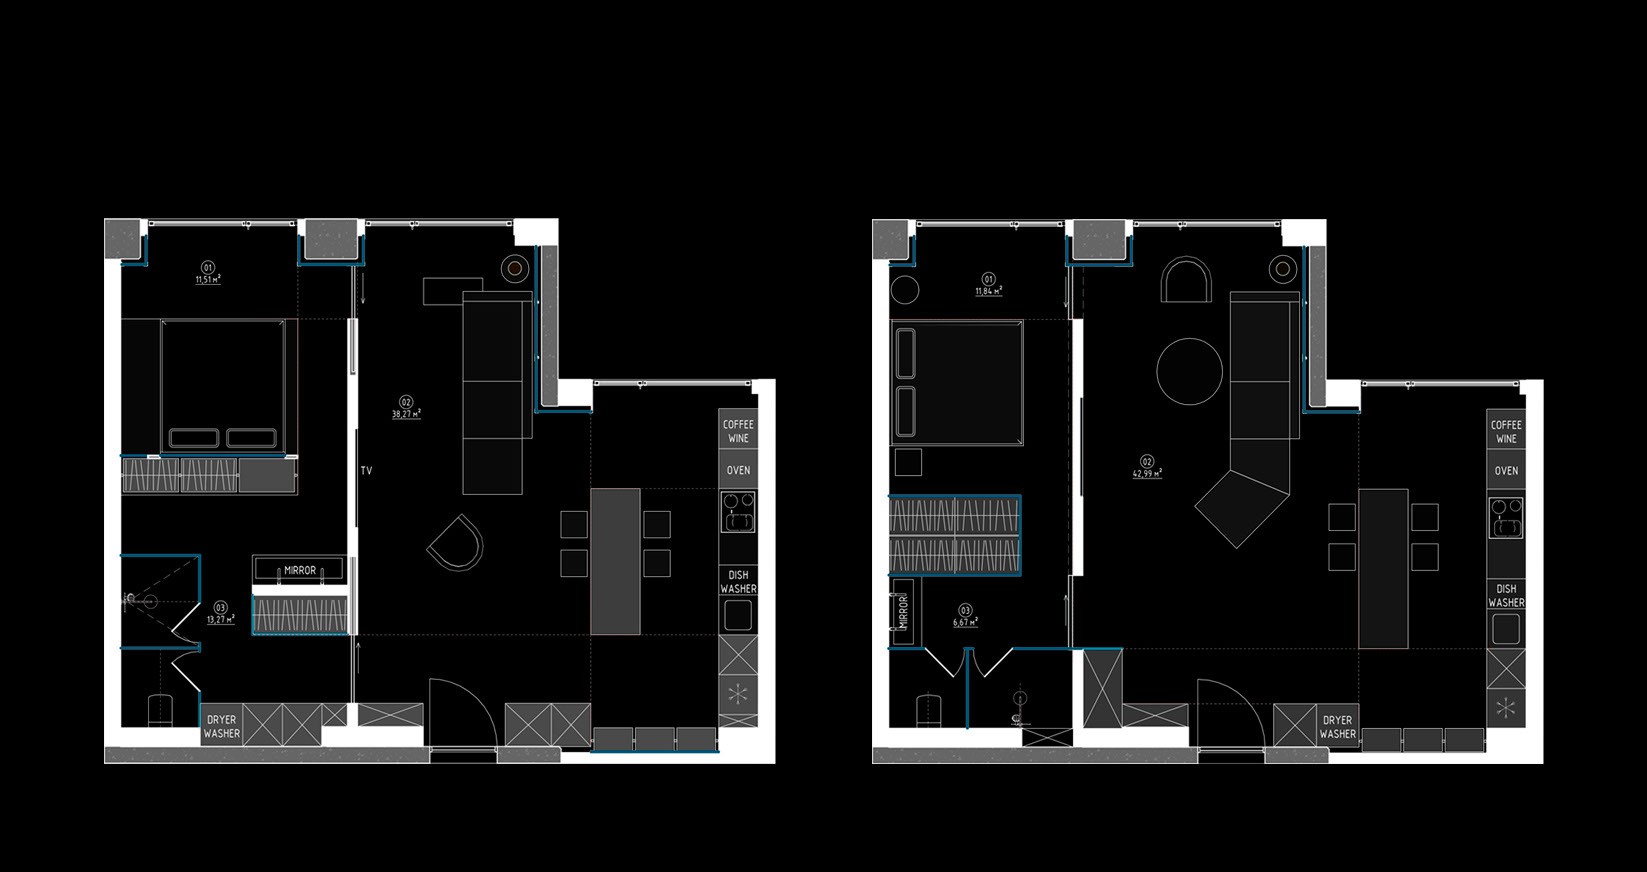 01
11,51 м²
02
38,27 м²
TV
COFFEE
WINE
OVEN
DISH
WASHER
MIRROR
03
13,27 м²
DRYER
WASHER
01
11,84 м²
02
42,99 м²
COFFEE
WINE
OVEN
DISH
WASHER
MIRROR
03
6,67 м²
DRYER
WASHER